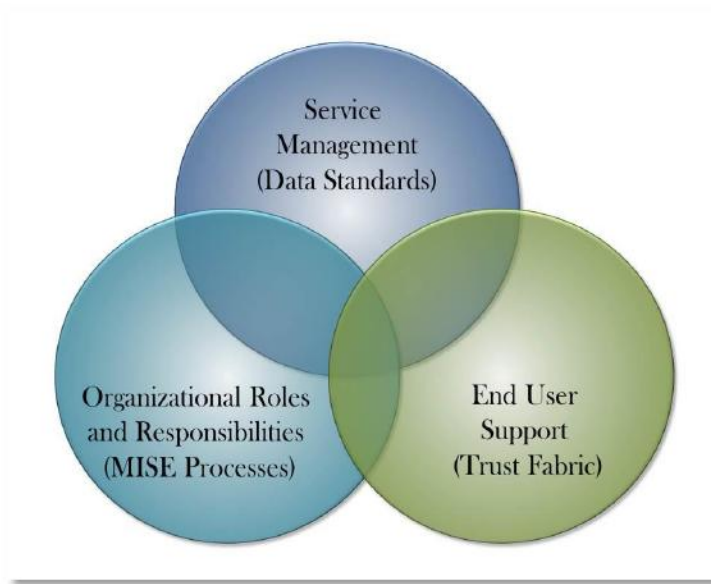 Service
Management
(Data Standards)
Organizational Roles
and Responsibilities
(MISE Processes)
End User
Support
(Trust Fabric)